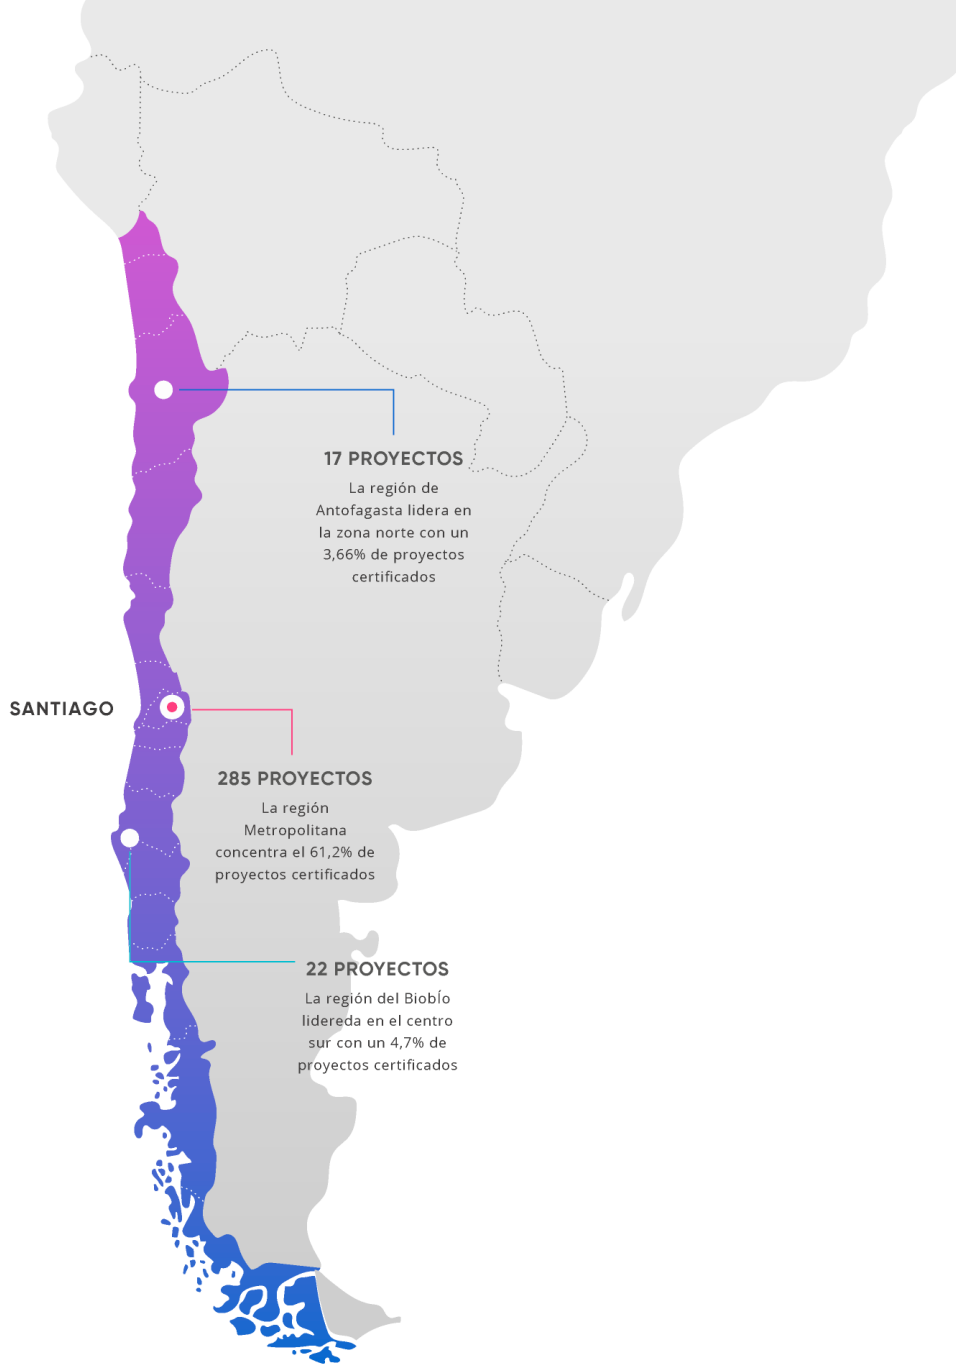 17 PROYECTOS
La región de
Antofagasta lidera en
la zona norte con un
3,66% de proyectos
certificados
SANTIAGO
285 PROYECTOS
La región
Metropolitana
concentra el 61,2% de
proyectos certificados
22 PROYECTOS
La región del Biobío
lidereda en el centro
sur con un 4,7% de
proyectos certificados